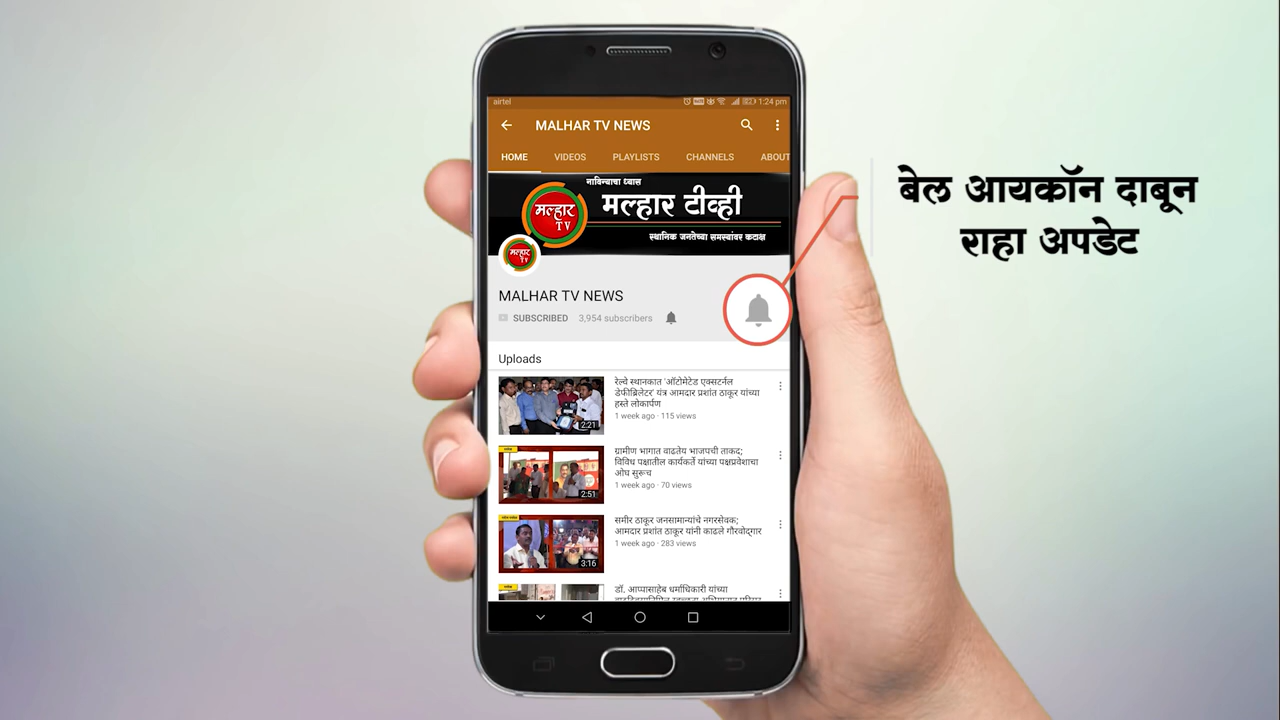 airtel 1:24 pm
MALHAR TV NEWS
HOME VIDEOS PLAYLISTS CHANNELS ABOUT
नाविन्याचा ध्यास
मल्हार टीव्ही
स्थानिक जनतेच्या समस्यांवर कटाक्ष
मल्हार
TV
मल्हार
TV
बेल आयकॉन दाबून
राहा अपडेट
MALHAR TV NEWS
SUBSCRIBED 3,954 subscribers
Uploads
रेल्वे स्थानकात 'ऑटोमेटेड एक्सटर्नल
डेफीब्रिलेटर' यंत्र आमदार प्रशांत ठाकूर यांच्या
हस्ते लोकार्पण
1 week ago · 115 views
2:21
ग्रामीण भागात वाढतेय भाजपची ताकद;
विविध पक्षातील कार्यकर्ते यांच्या पक्षप्रवेशाचा
ओघ सुरूच
1 week ago · 70 views
2:51
समीर ठाकूर जनसामान्यांचे नगरसेवक;
आमदार प्रशांत ठाकूर यांनी काढले गौरवोद्गार
1 week ago · 283 views
3:16
डॉ. आप्पासाहेब धर्माधिकारी यांच्या